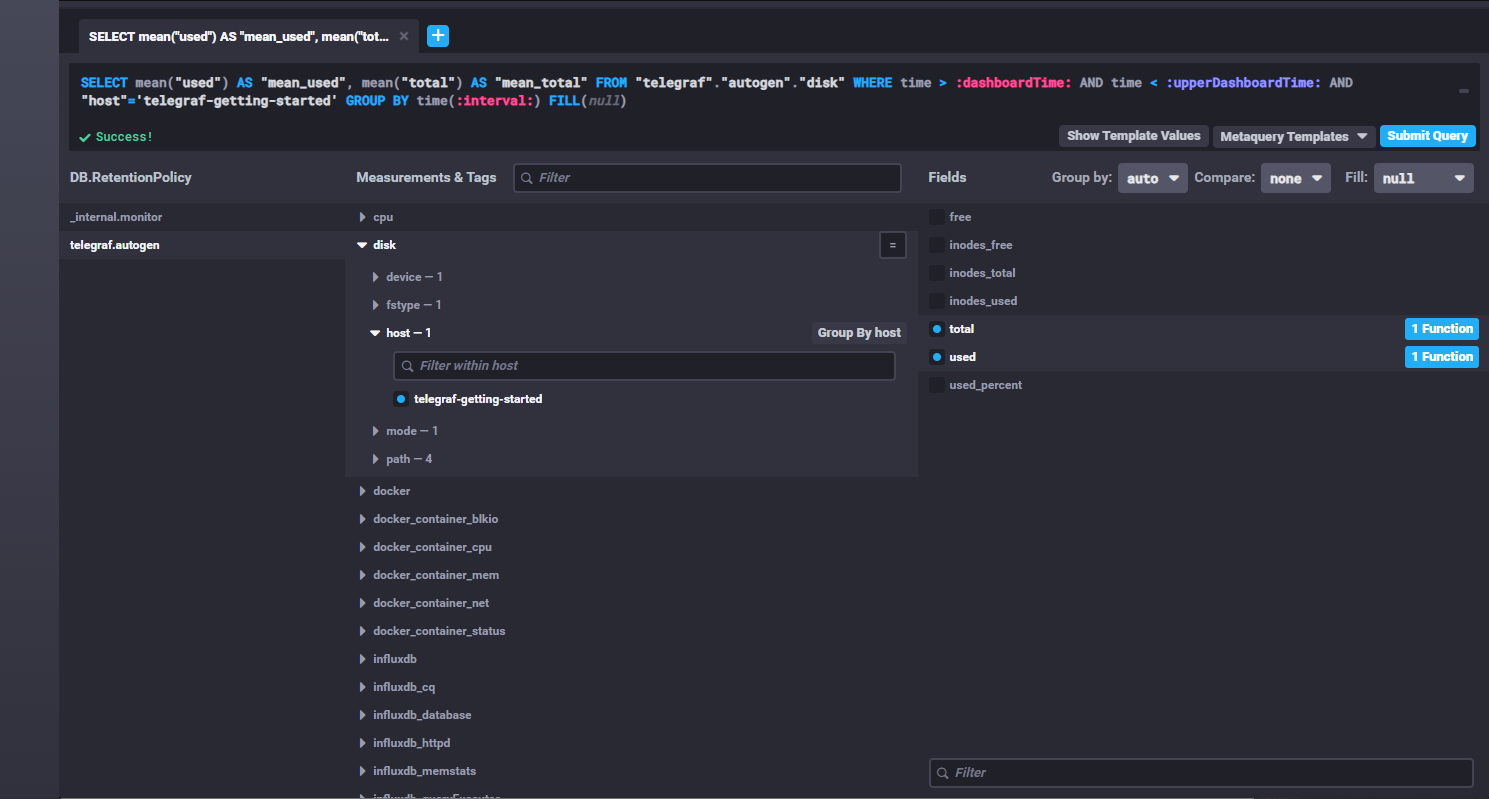 SELECT mean("used") AS "mean_used", mean("tot...
SELECT mean("used") AS "mean_used", mean("total") AS "mean_total" FROM "telegraf"."autogen"."disk" WHERE time > :dashboardTime: AND time < :upperDashboardTime: AND
"host"='telegraf-getting-started' GROUP BY time(:interval:) FILL(null)
Success!
Show Template Values
Metaquery Templates
Submit Query
DB.RetentionPolicy
_internal.monitor
telegraf.autogen
Measurements & Tags
Filter
cpu
disk
=
device — 1
fstype — 1
host — 1
Group By host
Filter within host
telegraf-getting-started
mode — 1
path — 4
docker
docker_container_blkio
docker_container_cpu
docker_container_mem
docker_container_net
docker_container_status
influxdb
influxdb_cq
influxdb_database
influxdb_httpd
influxdb_memstats
Fields
Group by: auto
Compare: none
Fill: null
free
inodes_free
inodes_total
inodes_used
total
1 Function
used
1 Function
used_percent
Filter